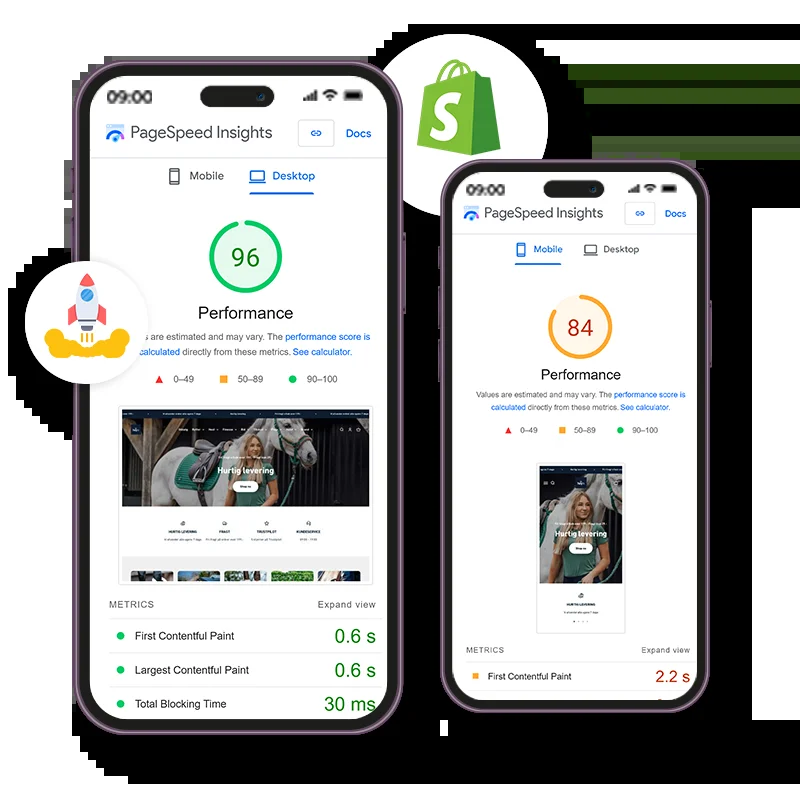 09:00
PageSpeed Insights
Docs
Mobile
Desktop
96
Performance
s are estimated and may vary. The performance score is
calculated directly from these metrics. See calculator.
0–49
50–89
90–100
Hurtig levering
Shop nu
HURTIG LEVERING
FRAGT
TRUSTPILOT
KUNDESERVICE
METRICS
Expand view
First Contentful Paint
0.6 s
Largest Contentful Paint
0.6 s
Total Blocking Time
30 ms
S
09:00
PageSpeed Insights
Docs
Mobile
Desktop
84
Performance
Values are estimated and may vary. The performance score is
calculated directly from these metrics. See calculator.
0–49
50–89
90–100
Hurtig levering
Shop nu
HURTIG LEVERING
METRICS
Expand view
First Contentful Paint
2.2 s